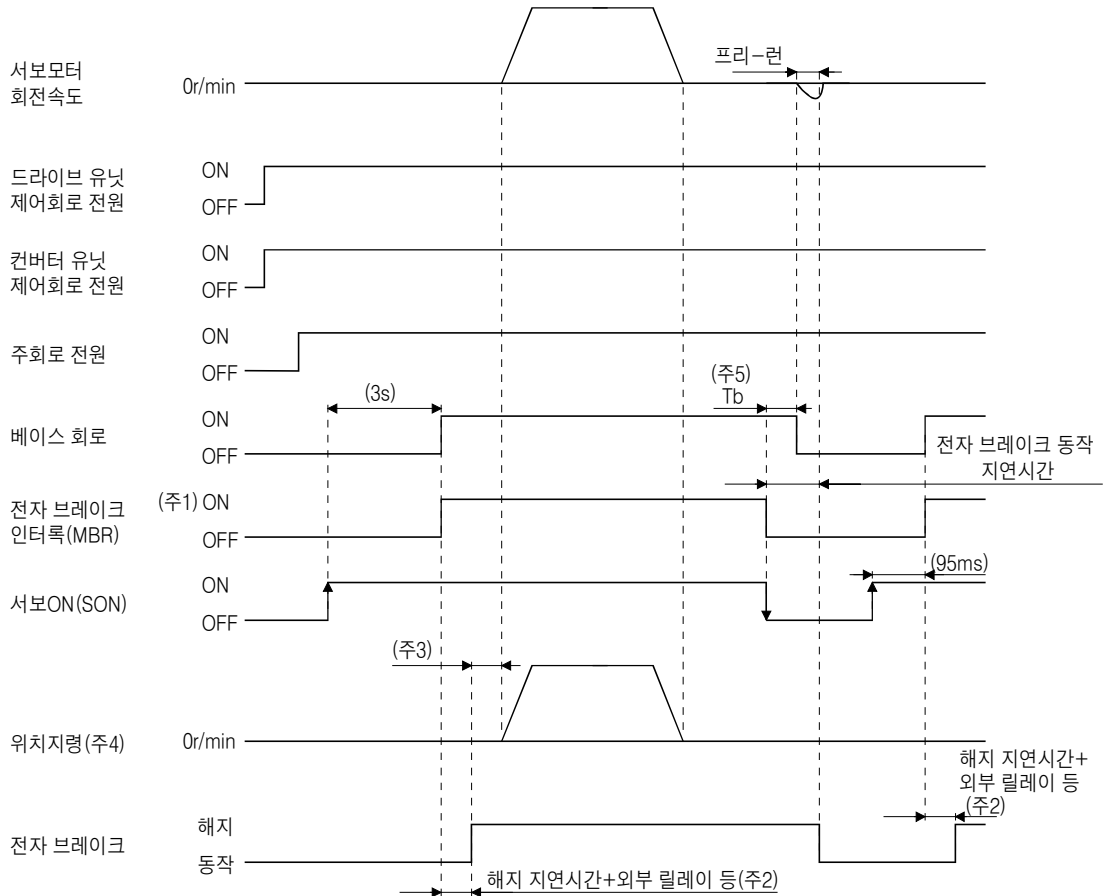 프리-런
서보모터
회전속도
0r/min
드라이브 유닛
제어회로 전원
ON
OFF
컨버터 유닛
제어회로 전원
ON
OFF
주회로 전원
ON
OFF
(3s)
(주5)
Tb
베이스 회로
ON
OFF
전자 브레이크 동작
지연시간
전자 브레이크
인터록(MBR)
(주1) ON
OFF
(95ms)
서보ON(SON)
ON
OFF
(주3)
위치지령(주4)
0r/min
해지 지연시간+
외부 릴레이 등
(주2)
전자 브레이크
해지
동작
해지 지연시간+외부 릴레이 등(주2)